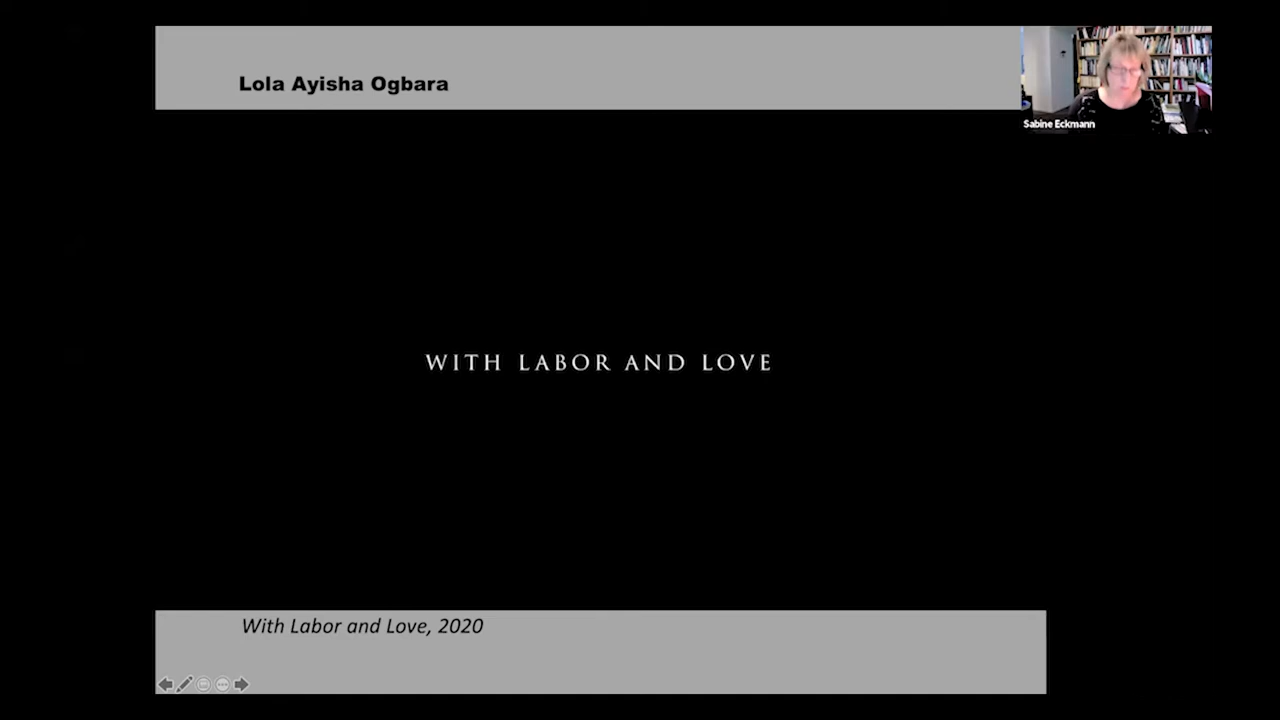 Lola Ayisha Ogbara
Sabine Eckmann
WITH LABOR AND LOVE
With Labor and Love, 2020